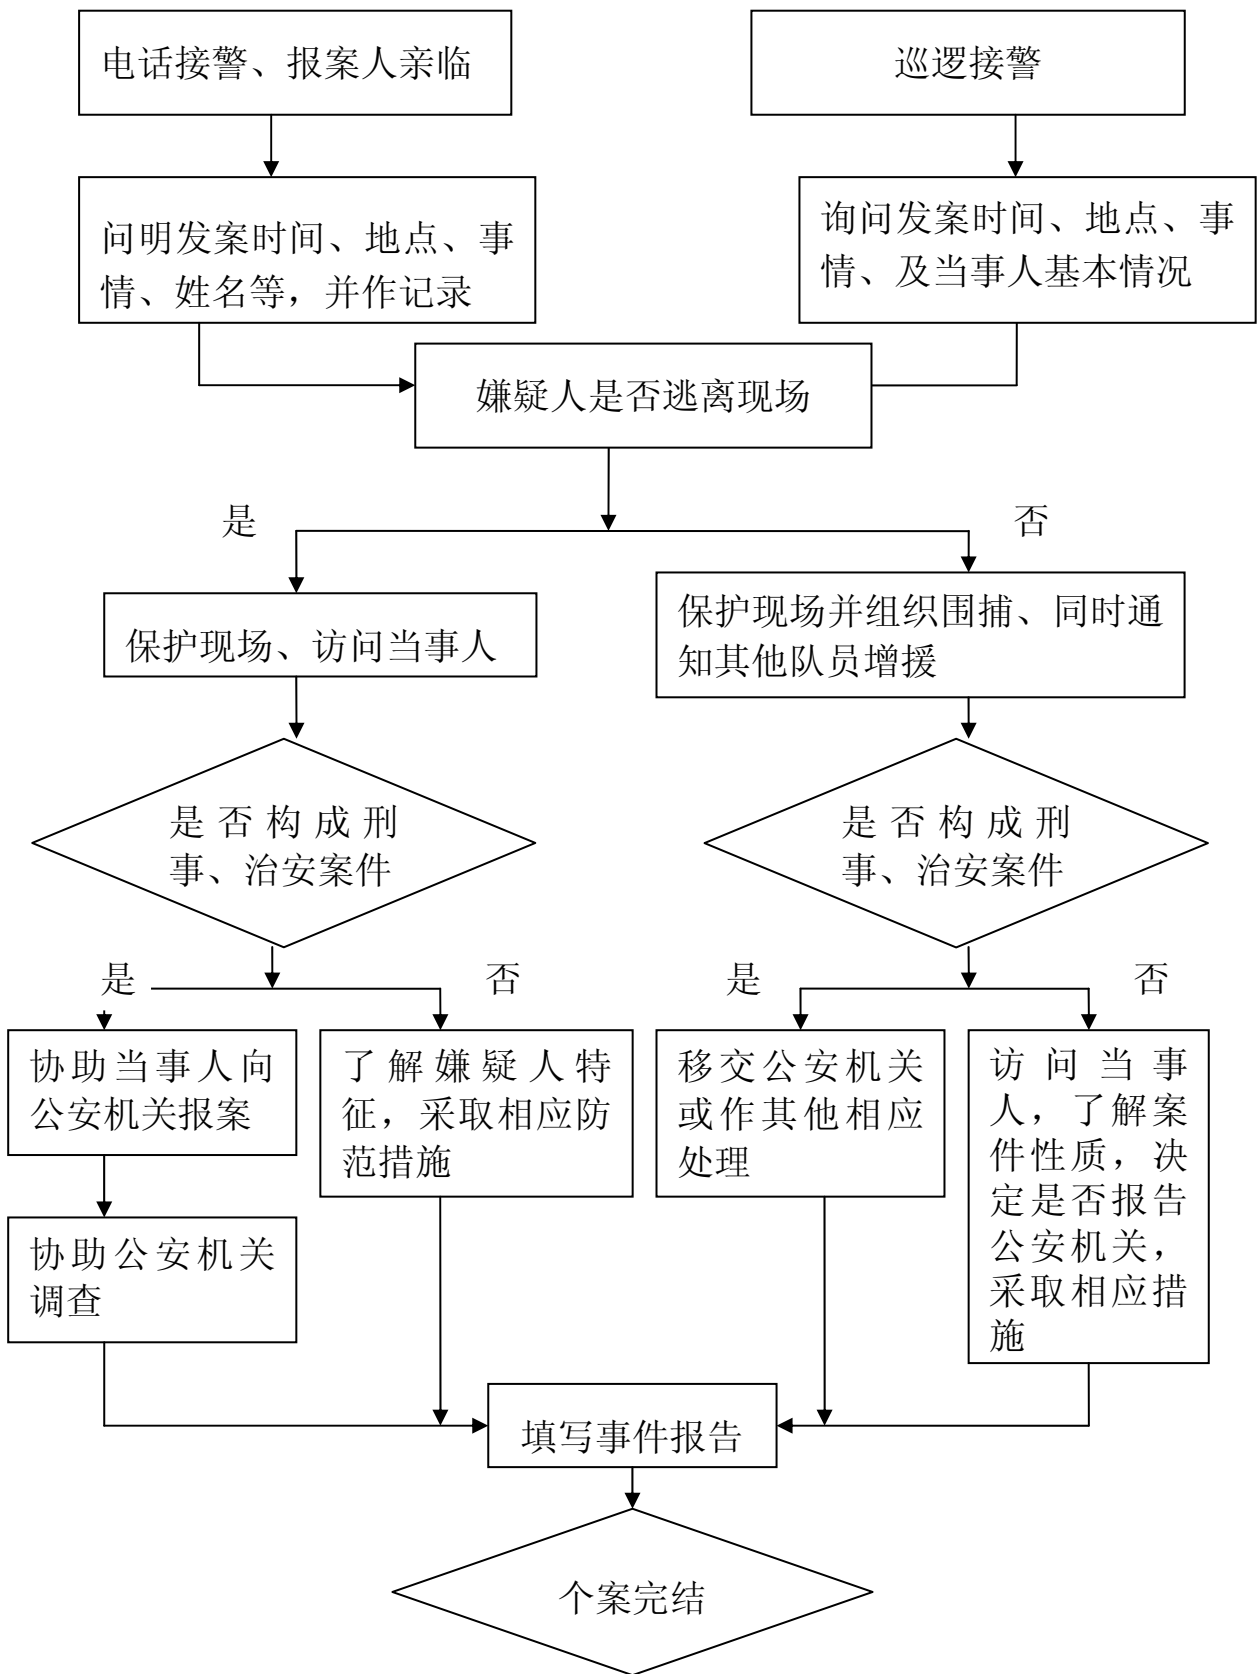 电话接警、报案人亲临
巡逻接警
问明发案时间、地点、事
情、姓名等，并作记录
询问发案时间、地点、事
情、及当事人基本情况
嫌疑人是否逃离现场
是
否
保护现场、访问当事人
保护现场并组织围捕、同时通
知其他队员增援
是否构成刑
事、治安案件
是否构成刑
事、治安案件
是
否
是
否
协助当事人向
公安机关报案
了解嫌疑人特
征，采取相应防
范措施
移交公安机关
或作其他相应
处理
访问当事
人，了解案
件性质，决
定是否报告
公安机关，
采取相应措
施
协助公安机关
调查
填写事件报告
个案完结